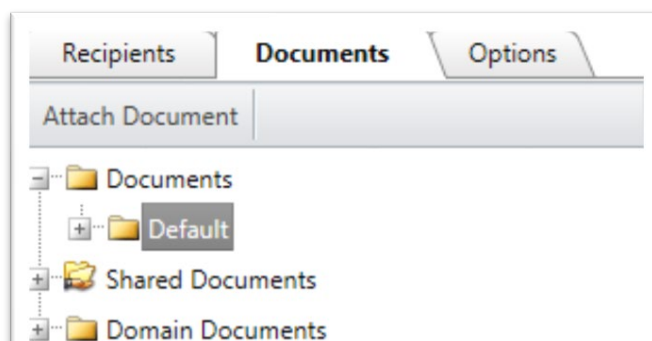 Recipients Documents Options
Attach Document
Documents
Default
Shared Documents
Domain Documents